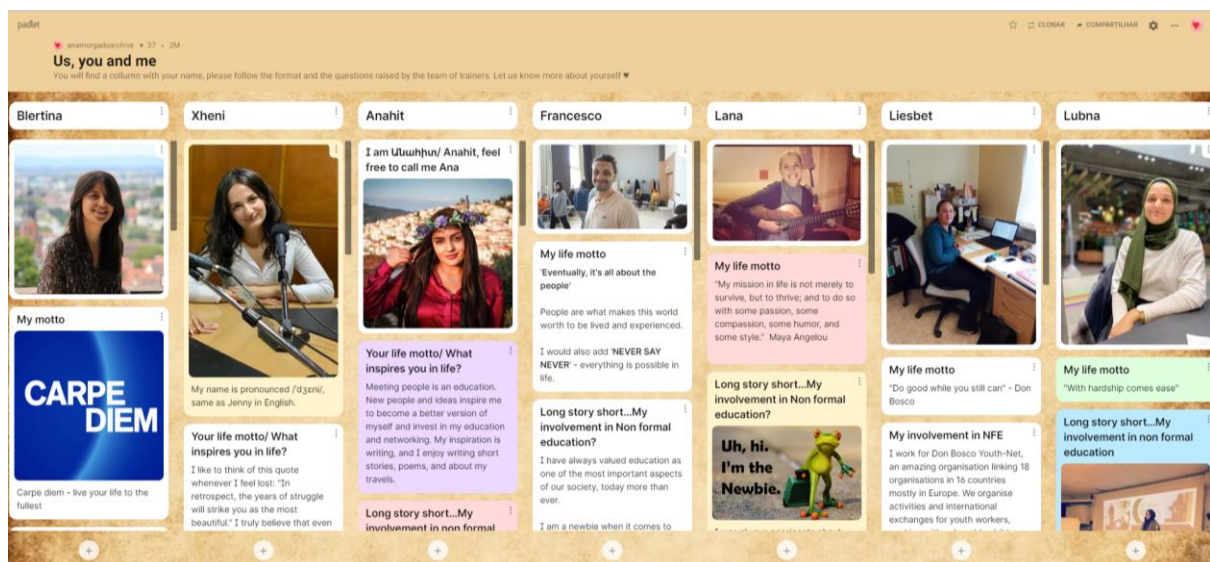 padlet
CLONAR
COMPARTILHAR
anamorgadoarchive • 37 • 2M
Us, you and me
You will find a collumn with your name, please follow the format and the questions raised by the team of trainers. Let us know more about yourself ♥
Blertina
My motto
CARPE
DIEM
Carpe diem - live your life to the
fullest
Xheni
My name is pronounced /ˈdʒɛni/,
same as Jenny in English.
Your life motto/ What
inspires you in life?
I like to think of this quote
whenever I feel lost: "In
retrospect, the years of struggle
will strike you as the most
beautiful." I truly believe that even
Anahit
I am Անահիտ/ Anahit, feel
free to call me Ana
Your life motto/ What
inspires you in life?
Meeting people is an education.
New people and ideas inspire me
to become a better version of
myself and invest in my education
and networking. My inspiration is
writing, and I enjoy writing short
stories, poems, and about my
travels.
Long story short...My
involvement in non formal
Francesco
My life motto
'Eventually, it's all about the
people'
People are what makes this world
worth to be lived and experienced.
I would also add 'NEVER SAY
NEVER' - everything is possible in
life.
Long story short...My
involvement in Non formal
education?
I have always valued education as
one of the most important aspects
of our society, today more than
ever.
I am a newbie when it comes to
Lana
My life motto
"My mission in life is not merely to
survive, but to thrive; and to do so
with some passion, some
compassion, some humor, and
some style." Maya Angelou
Long story short...My
involvement in Non formal
education?
Uh, hi.
I'm the
Newbie.
Liesbet
My life motto
"Do good while you still can" - Don
Bosco
My involvement in NFE
I work for Don Bosco Youth-Net,
an amazing organisation linking 18
organisations in 16 countries
mostly in Europe. We organise
activities and international
exchanges for youth workers,
Lubna
My life motto
"With hardship comes ease"
Long story short...My
involvement in non formal
education